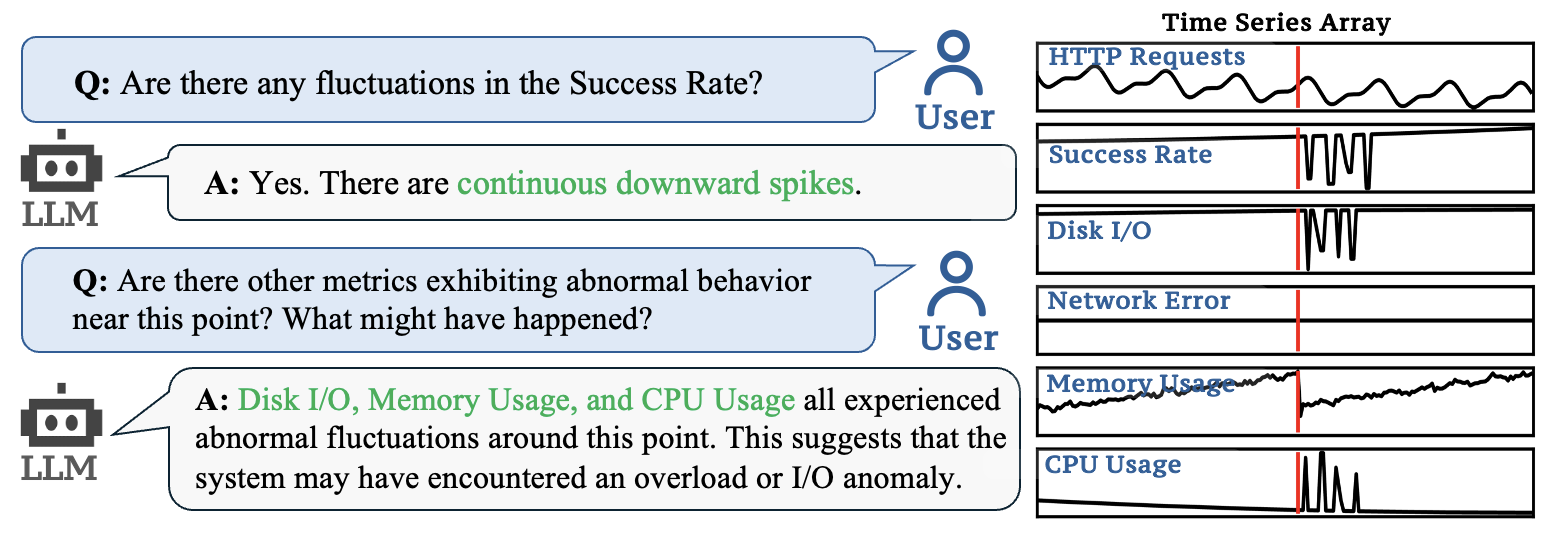 Q: Are there any fluctuations in the Success Rate?
User
A: Yes. There are continuous downward spikes.
LLM
Q: Are there other metrics exhibiting abnormal behavior
near this point? What might have happened?
User
A: Disk I/O, Memory Usage, and CPU Usage all experienced
abnormal fluctuations around this point. This suggests that the
system may have encountered an overload or I/O anomaly.
LLM
Time Series Array
HTTP Requests
Success Rate
Disk I/O
Network Error
Memory Usage
CPU Usage